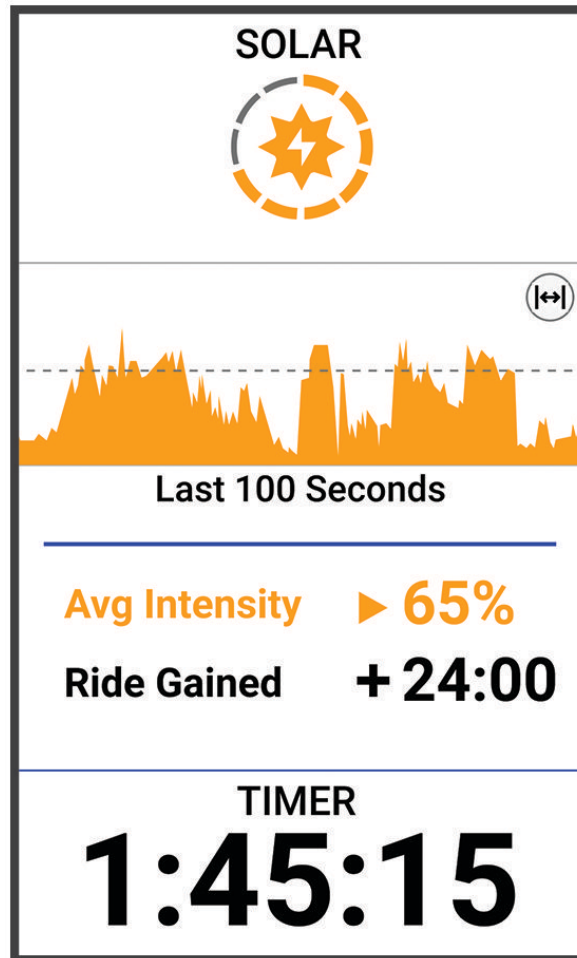 SOLAR
Last 100 Seconds
Avg Intensity 65%
Ride Gained +24:00
TIMER
1:45:15